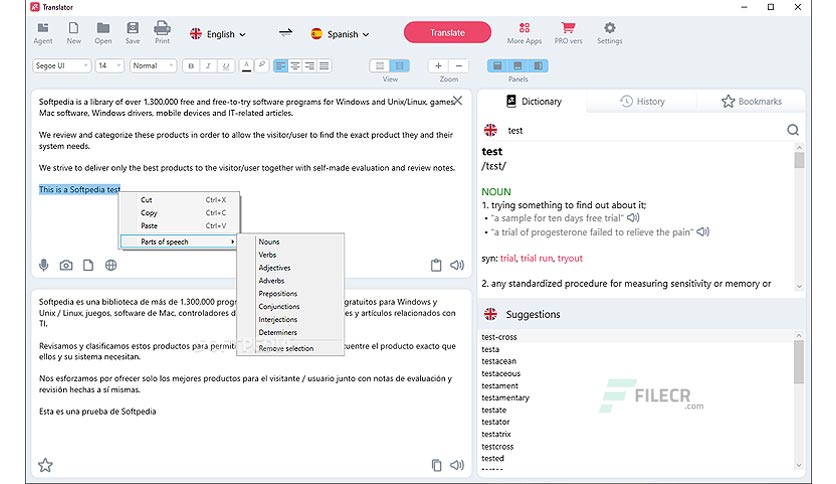 Translator
Agent New Open Save Print English Spanish Translate More Apps PRO vers Settings
Segoe UI 14 Normal B I U A View Zoom Panels
Softpedia is a library of over 1,300,000 free and free-to-try software programs for Windows and Unix/Linux, games,
Mac software, Windows drivers, mobile devices and IT-related articles.
We review and categorize these products in order to allow the visitor/user to find the exact product they and their
system needs.
We strive to deliver only the best products to the visitor/user together with self-made evaluation and review notes.
This is a Softpedia test
Cut Ctrl+X
Copy Ctrl+C
Paste Ctrl+V
Parts of speech
Nouns
Verbs
Adjectives
Adverbs
Prepositions
Conjunctions
Interjections
Determiners
Remove selection
Softpedia es una biblioteca de más de 1.300.000 prog gratuitos para Windows y
Unix / Linux, juegos, software de Mac, controladores d es y artículos relacionados con
TI.
Revisamos y clasificamos estos productos para permit cuentre el producto exacto que
ellos y su sistema necesitan.
Nos esforzamos por ofrecer solo los mejores productos para el visitante / usuario junto con notas de evaluación y
revisión hechas a sí mismas.
Esta es una prueba de Softpedia
Dictionary History Bookmarks
test
test
/tɛst/
NOUN
1. trying something to find out about it;
• "a sample for ten days free trial"
• "a trial of progesterone failed to relieve the pain"
syn: trial, trial run, tryout
2. any standardized procedure for measuring sensitivity or memory or
Suggestions
test-cross
testa
testacean
testaceous
testament
testamentary
testate
testator
testatrix
testcross
tested
FILECR
.com